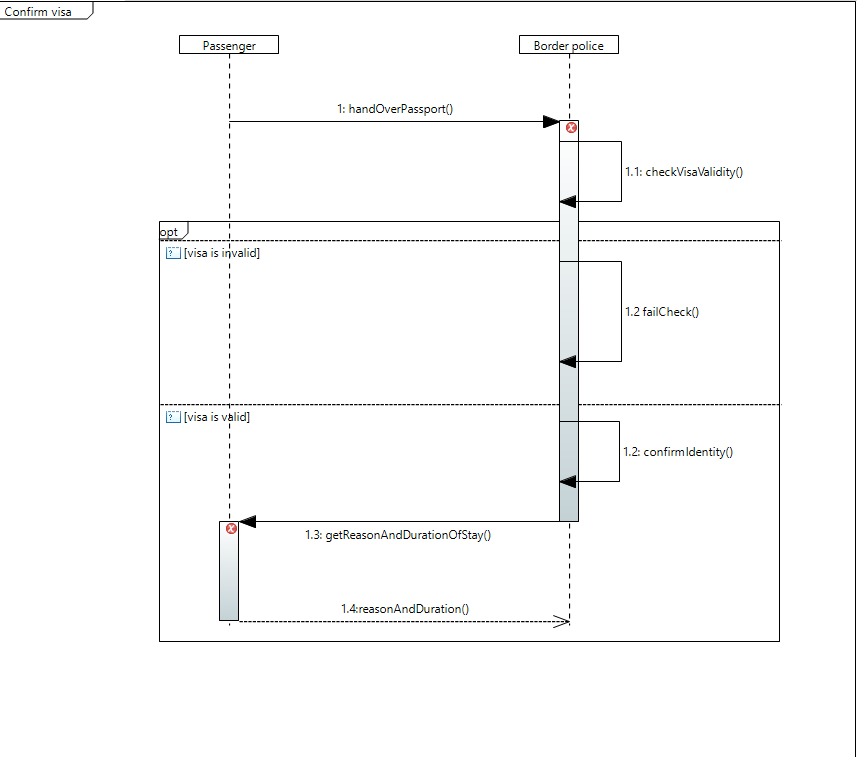 Confirm visa
Passenger
Border police
1: handOverPassport()
1.1: checkVisaValidity()
opt
[visa is invalid]
1.2 failCheck()
[visa is valid]
1.2: confirmIdentity()
1.3: getReasonAndDurationOfStay()
1.4:reasonAndDuration()